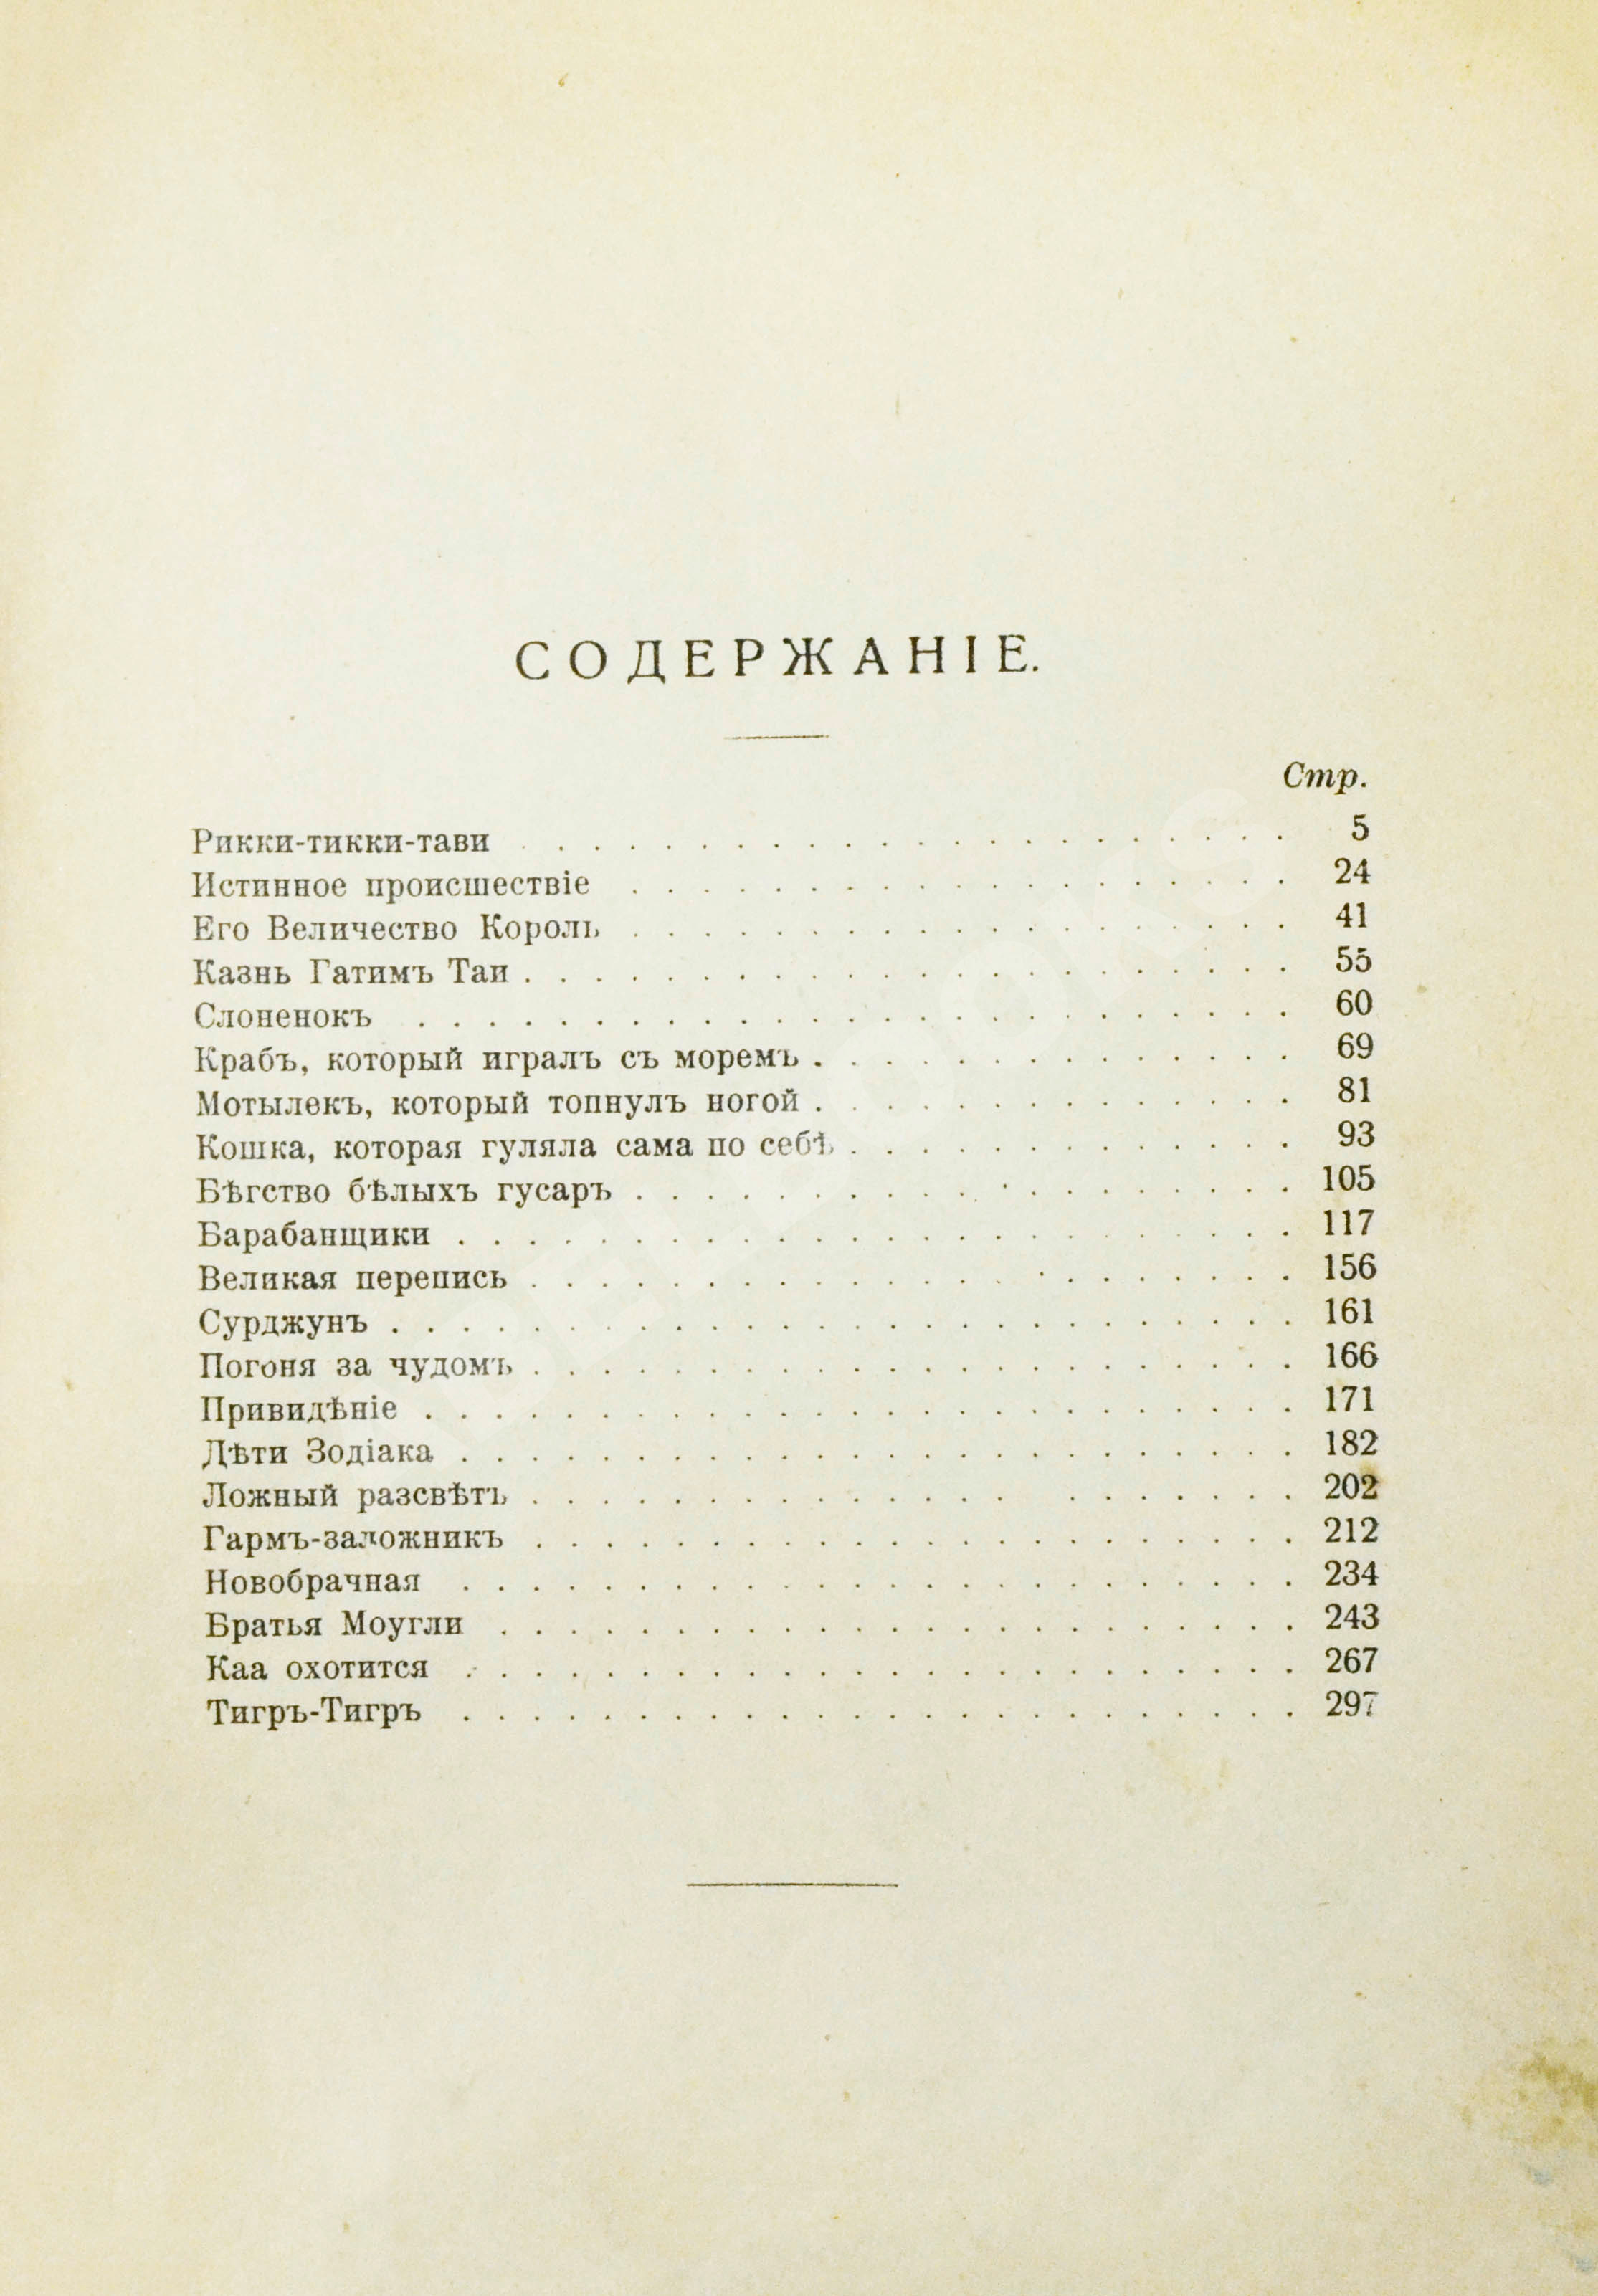 СОДЕРЖАНІЕ.
Стр.
Рикки-тикки-тави . . . . . . . . . . . . . . . . . . . . . 5
Истинное происшествіе . . . . . . . . . . . . . . . . . . . 24
Его Величество Король . . . . . . . . . . . . . . . . . . . 41
Казнь Гатимъ Таи . . . . . . . . . . . . . . . . . . . . . . 55
Слоненокъ . . . . . . . . . . . . . . . . . . . . . . . . . 60
Крабъ, который игралъ съ моремъ . . . . . . . . . . . . . . 69
Мотылекъ, который топнулъ ногой . . . . . . . . . . . . . . 81
Кошка, которая гуляла сама по себѣ . . . . . . . . . . . . . 93
Бѣгство бѣлыхъ гусаръ . . . . . . . . . . . . . . . . . . . 105
Барабанщики . . . . . . . . . . . . . . . . . . . . . . . . 117
Великая перепись . . . . . . . . . . . . . . . . . . . . . . 156
Сурджунъ . . . . . . . . . . . . . . . . . . . . . . . . . . 161
Погоня за чудомъ . . . . . . . . . . . . . . . . . . . . . . 166
Привидѣніе . . . . . . . . . . . . . . . . . . . . . . . . . 171
Дѣти Зодіака . . . . . . . . . . . . . . . . . . . . . . . . 182
Ложный разсвѣтъ . . . . . . . . . . . . . . . . . . . . . 202
Гармъ-заложникъ . . . . . . . . . . . . . . . . . . . . . . 212
Новобрачная . . . . . . . . . . . . . . . . . . . . . . . . 234
Братья Моугли . . . . . . . . . . . . . . . . . . . . . . . 243
Каа охотится . . . . . . . . . . . . . . . . . . . . . . . . 267
Тигръ-Тигръ . . . . . . . . . . . . . . . . . . . . . . . . 297